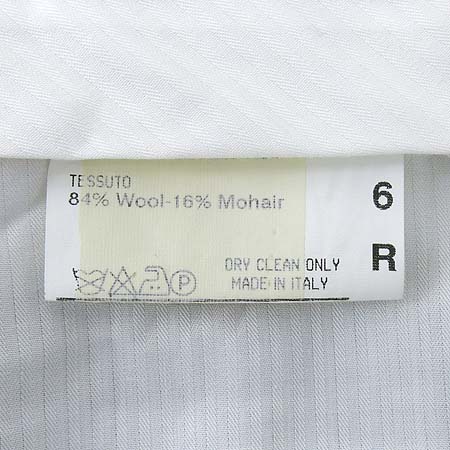 TESSUTO
84% Wool-16% Mohair
6
R
P
DRY CLEAN ONLY
MADE IN ITALY